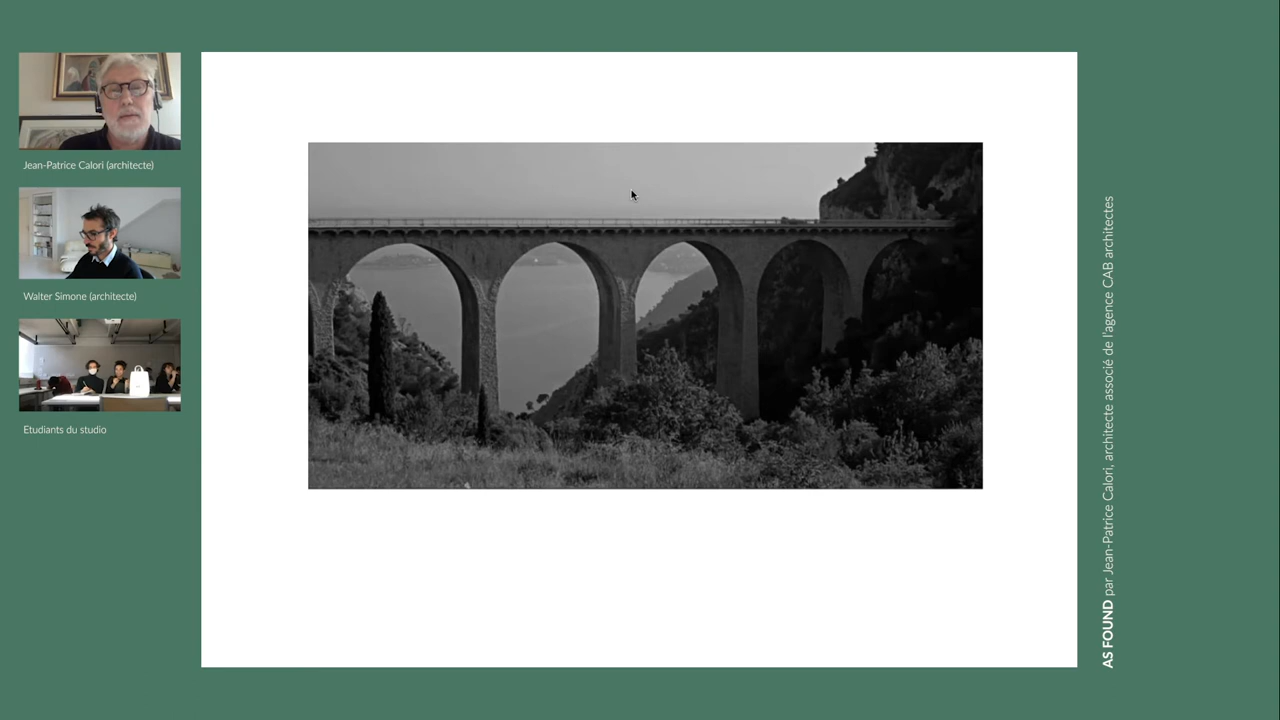 Jean-Patrice Calori (architecte)
Walter Simone (architecte)
Etudiants du studio
AS FOUND par Jean-Patrice Calori, architecte associé de l'agence CAB architectes